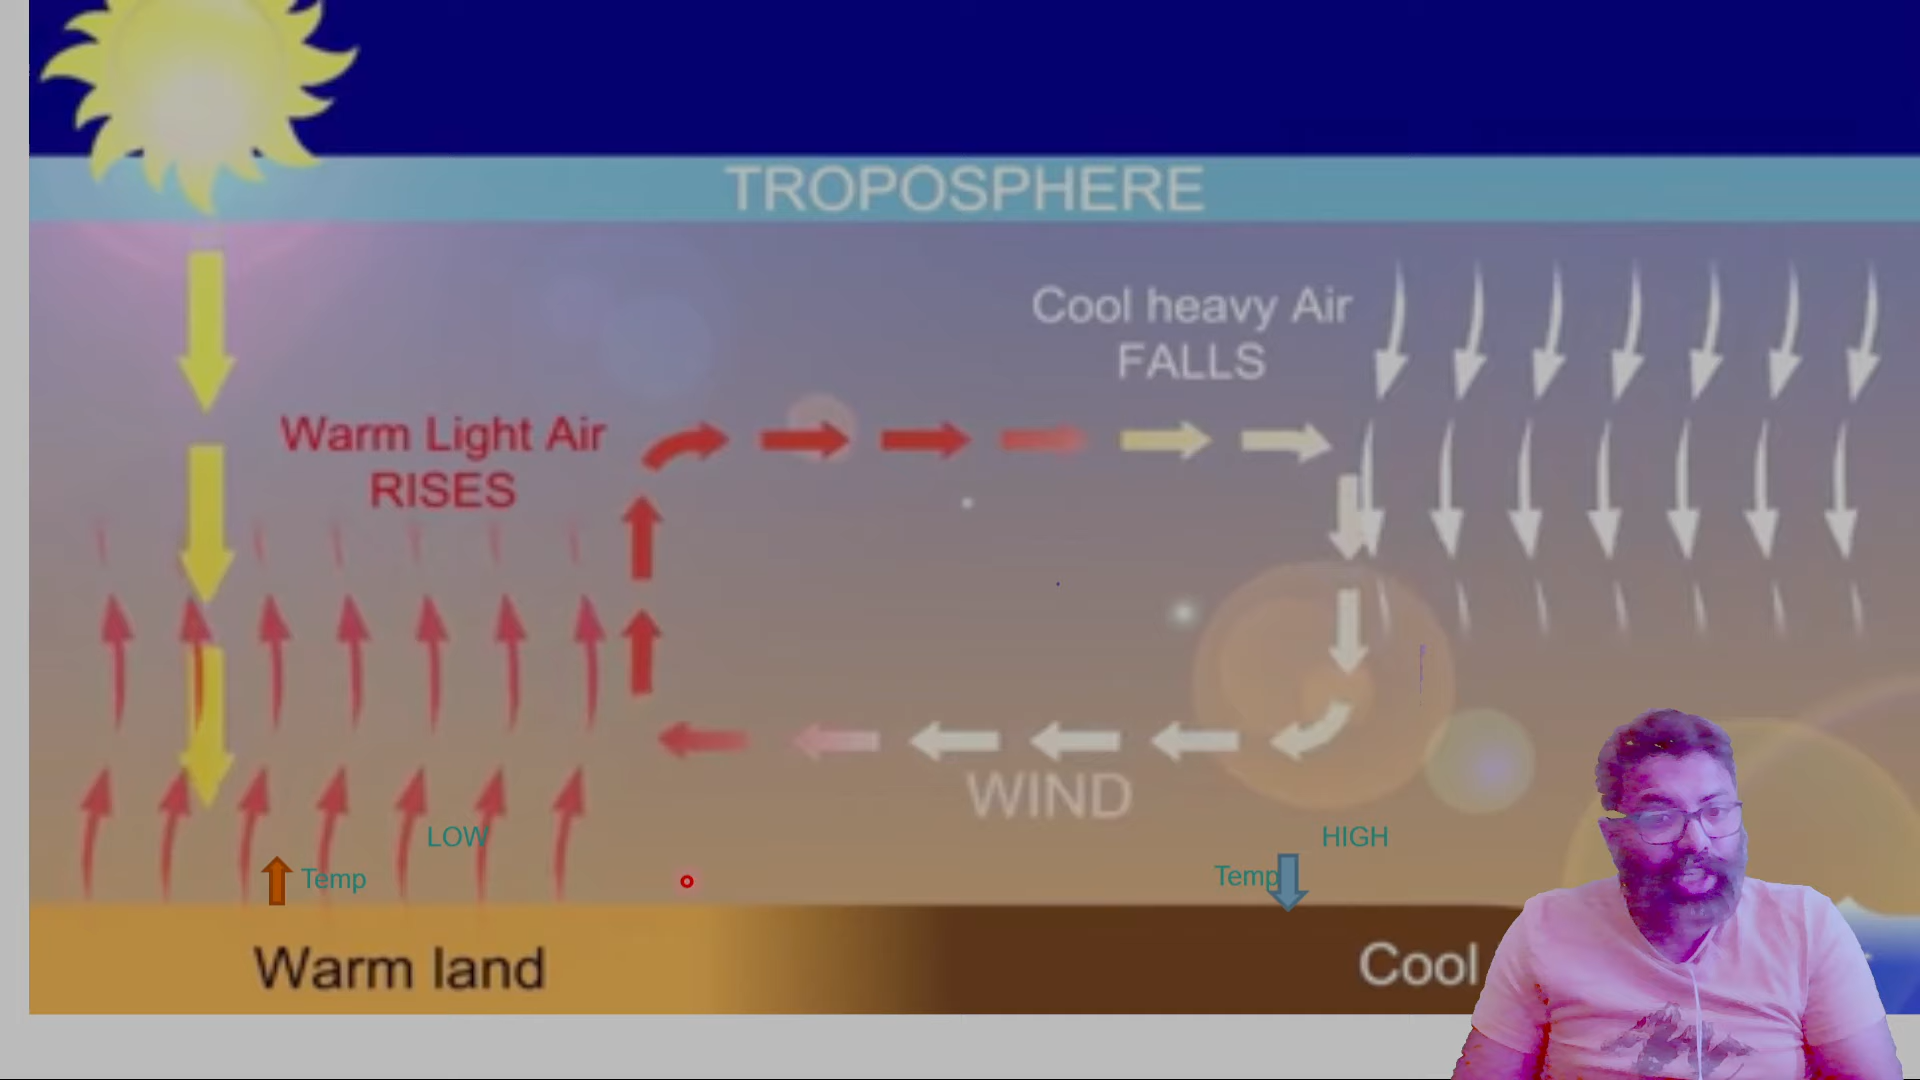 TROPOSPHERE
Cool heavy Air
FALLS
Warm Light Air
RISES
WIND
LOW
HIGH
Temp
Temp
Warm land
Cool